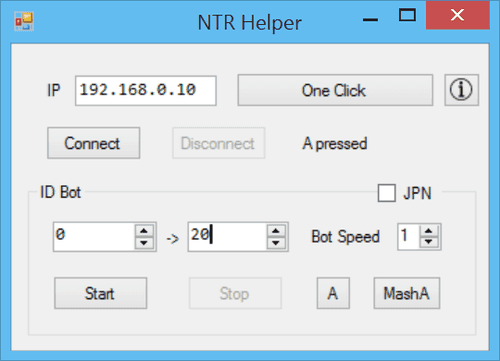 NTR Helper
IP 192.168.0.10 One Click
Connect Disconnect A pressed
ID Bot JPN
0 -> 20 Bot Speed 1
Start Stop A MashA